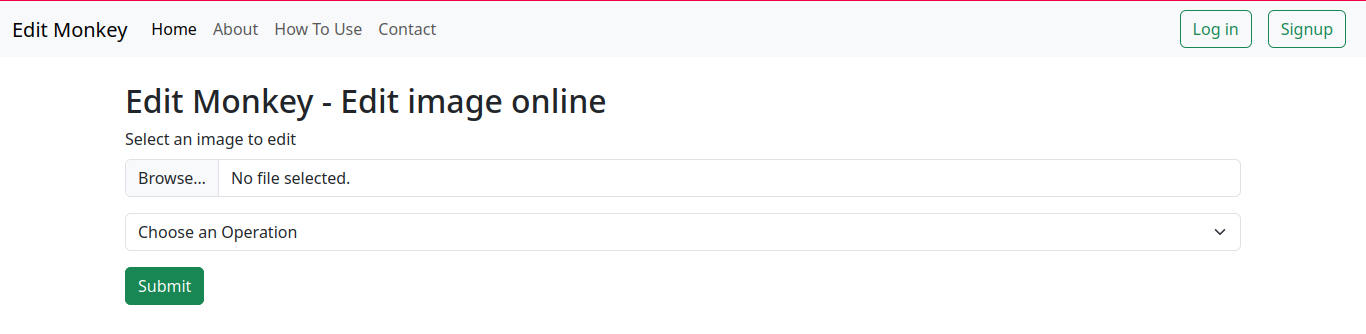 Edit Monkey Home About How To Use Contact Log in Signup
Edit Monkey - Edit image online
Select an image to edit
Browse... No file selected.
Choose an Operation
Submit